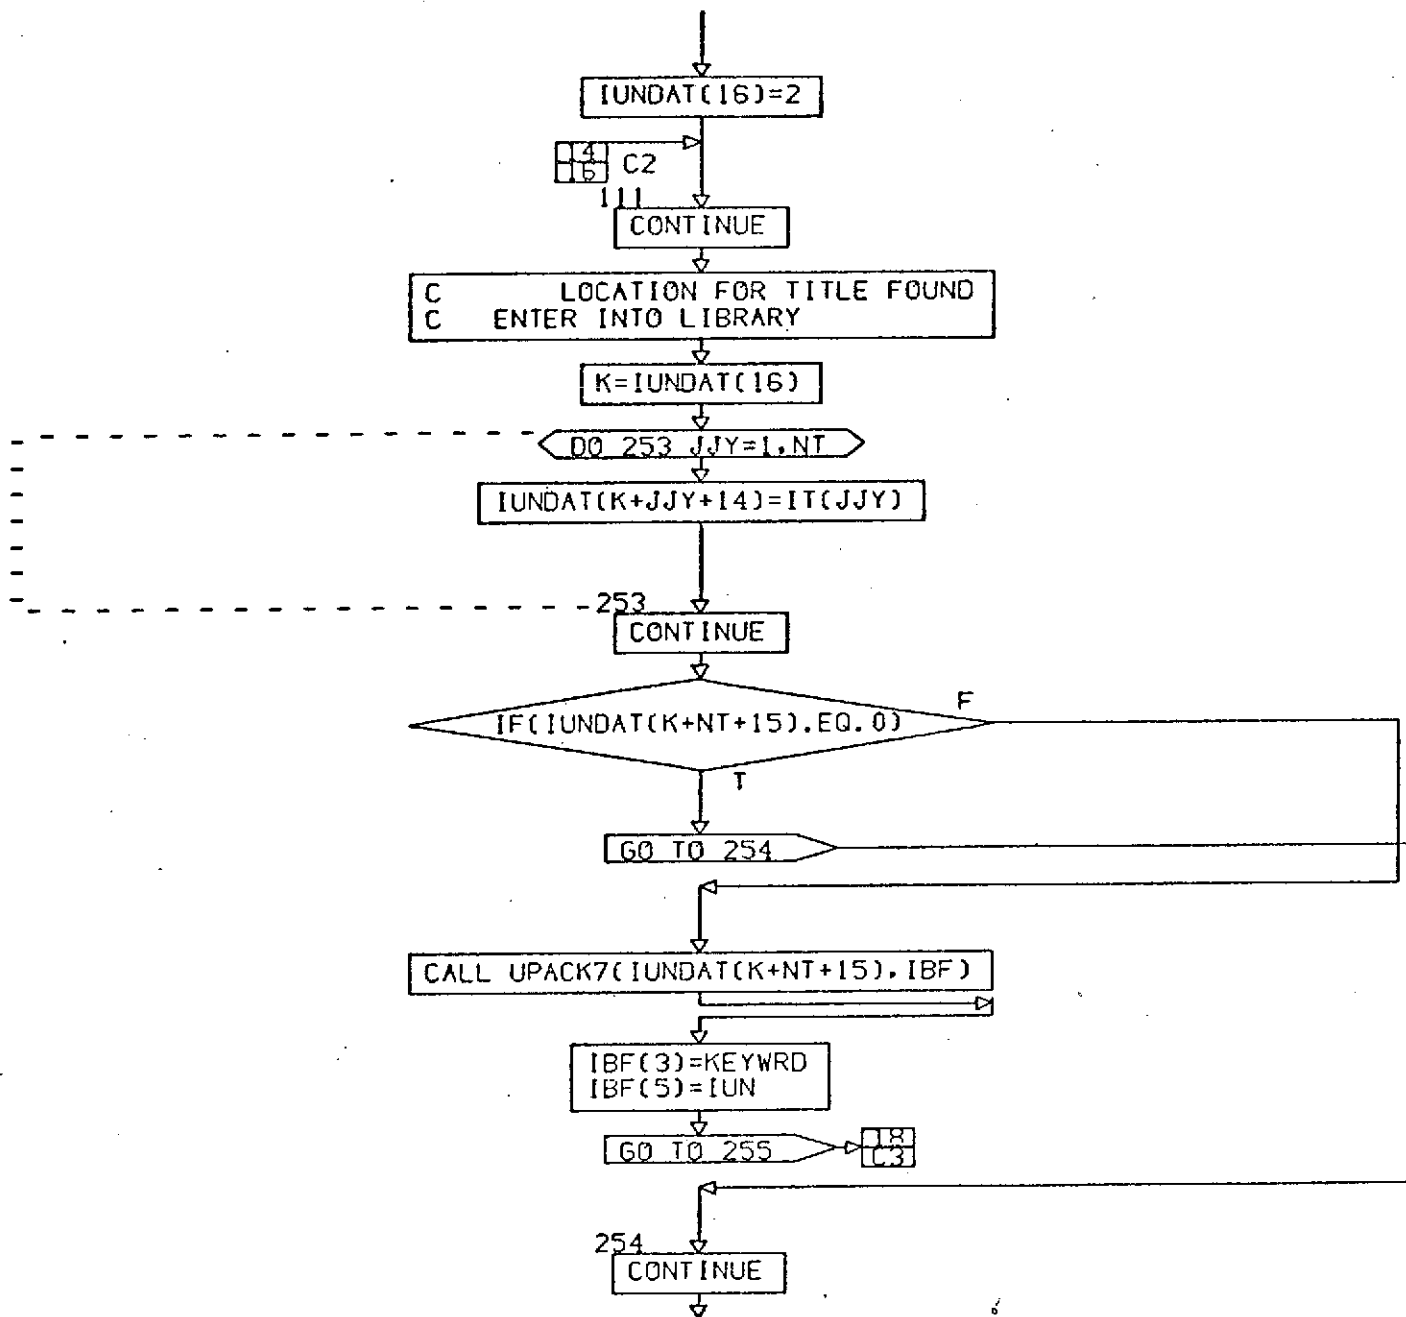 IUNDAT(16)=2
14
16 C2
111
CONTINUE
C LOCATION FOR TITLE FOUND
C ENTER INTO LIBRARY
K=IUNDAT(16)
DO 253 JJY=1,NT
IUNDAT(K+JJY+14)=IT(JJY)
253
CONTINUE
IF(IUNDAT(K+NT+15).EQ.0)
F
T
GO TO 254
CALL UPACK7(IUNDAT(K+NT+15),IBF)
IBF(3)=KEYWRD
IBF(5)=IUN
GO TO 255
18
C3
254
CONTINUE